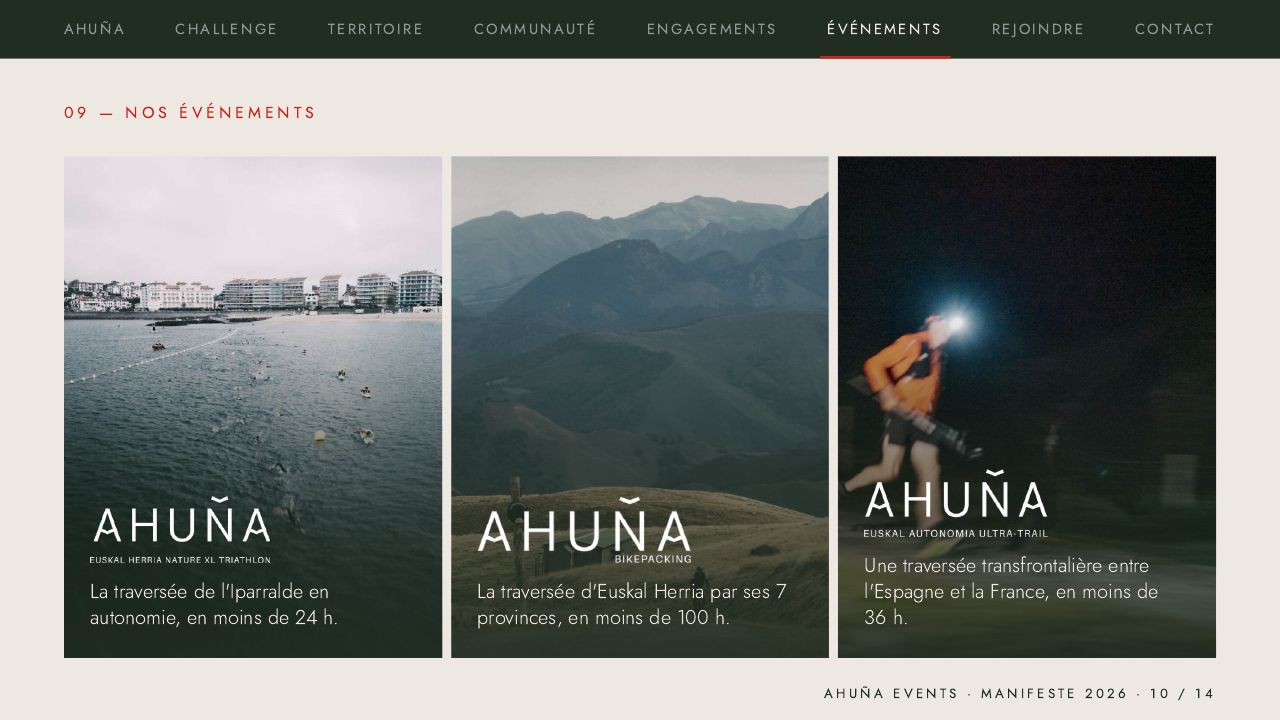 AHUÑA CHALLENGE TERRITOIRE COMMUNAUTÉ ENGAGEMENTS ÉVÉNEMENTS REJOINDRE CONTACT
09 — NOS ÉVÉNEMENTS
AHUÑA
EUSKAL HERRIA NATURE XL TRIATHLON
La traversée de l'Iparralde en
autonomie, en moins de 24 h.
AHUÑA
BIKEPACKING
La traversée d'Euskal Herria par ses 7
provinces, en moins de 100 h.
AHUÑA
EUSKAL AUTONOMIA ULTRA-TRAIL
Une traversée transfrontalière entre
l'Espagne et la France, en moins de
36 h.
AHUÑA EVENTS · MANIFESTE 2026 · 10 / 14